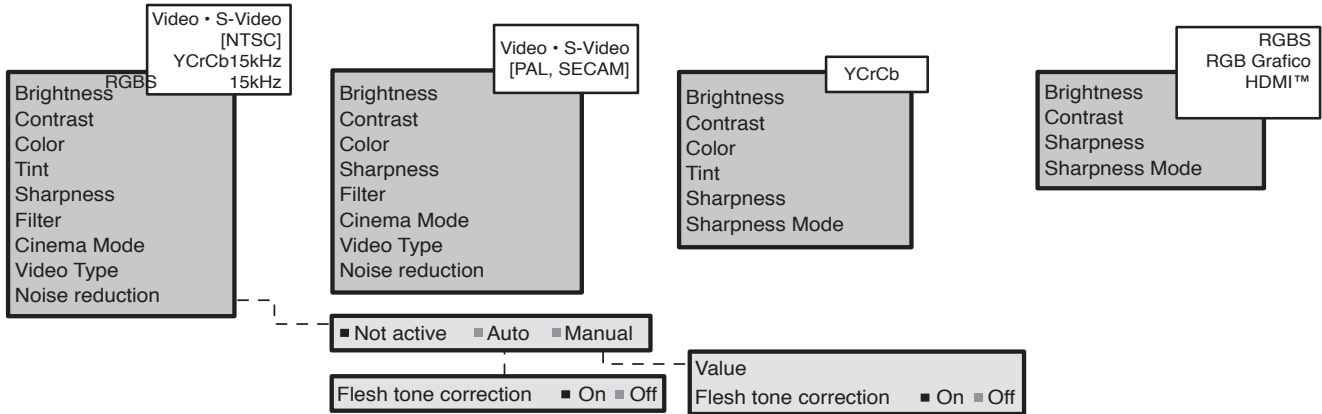 Video • S-Video
[NTSC]
YCrCb15kHz
RGBS 15kHz
Brightness
Contrast
Color
Tint
Sharpness
Filter
Cinema Mode
Video Type
Noise reduction
Video • S-Video
[PAL, SECAM]
Brightness
Contrast
Color
Sharpness
Filter
Cinema Mode
Video Type
Noise reduction
YCrCb
Brightness
Contrast
Color
Tint
Sharpness
Sharpness Mode
RGBS
RGB Grafico
HDMI™
Brightness
Contrast
Sharpness
Sharpness Mode
Not active Auto Manual
Flesh tone correction On Off
Value
Flesh tone correction On Off